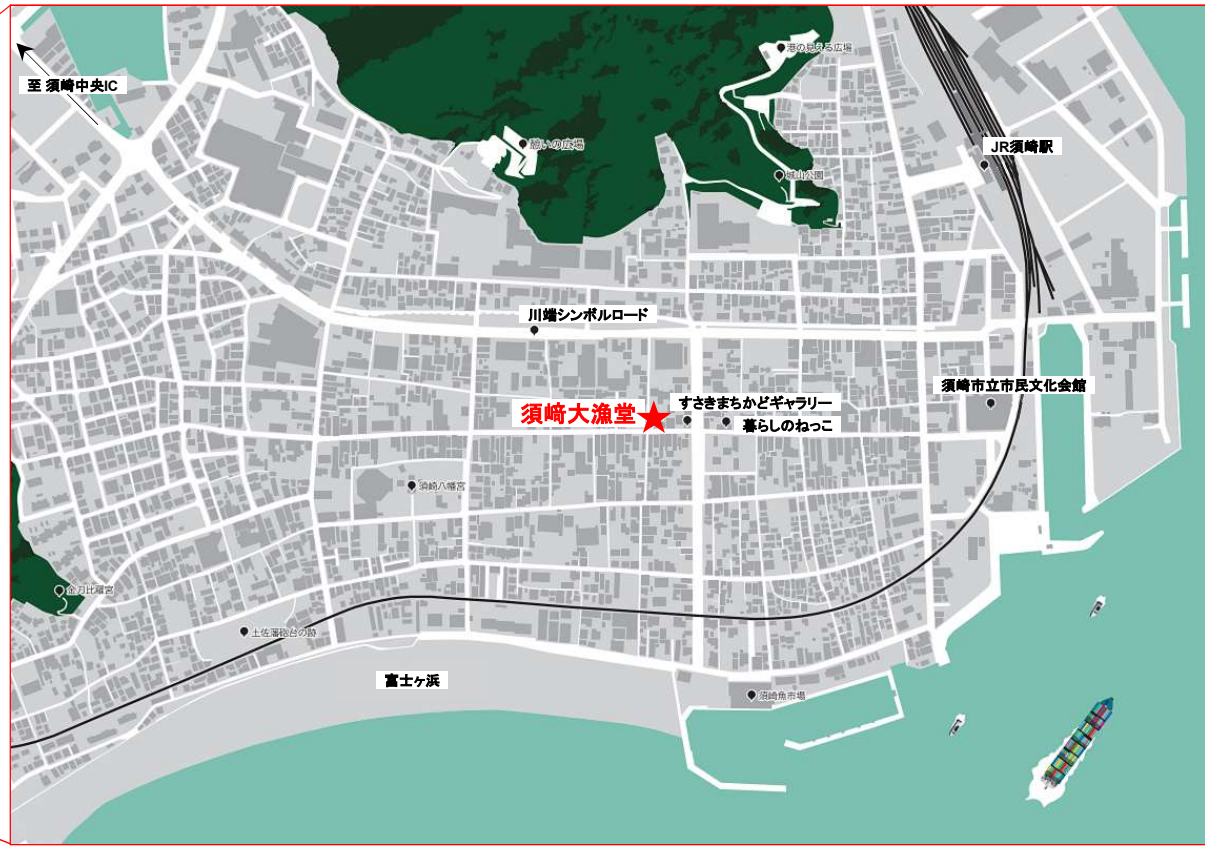 港の見える広場
至 須崎中央IC
憩いの広場
JR須崎駅
城山公園
川端シンボルロード
須崎市立市民文化会館
すさきまちかどギャラリー
須崎大漁堂
暮らしのねっこ
須崎八幡宮
金刀比羅宮
土佐藩砲台の跡
富士ヶ浜
須崎魚市場